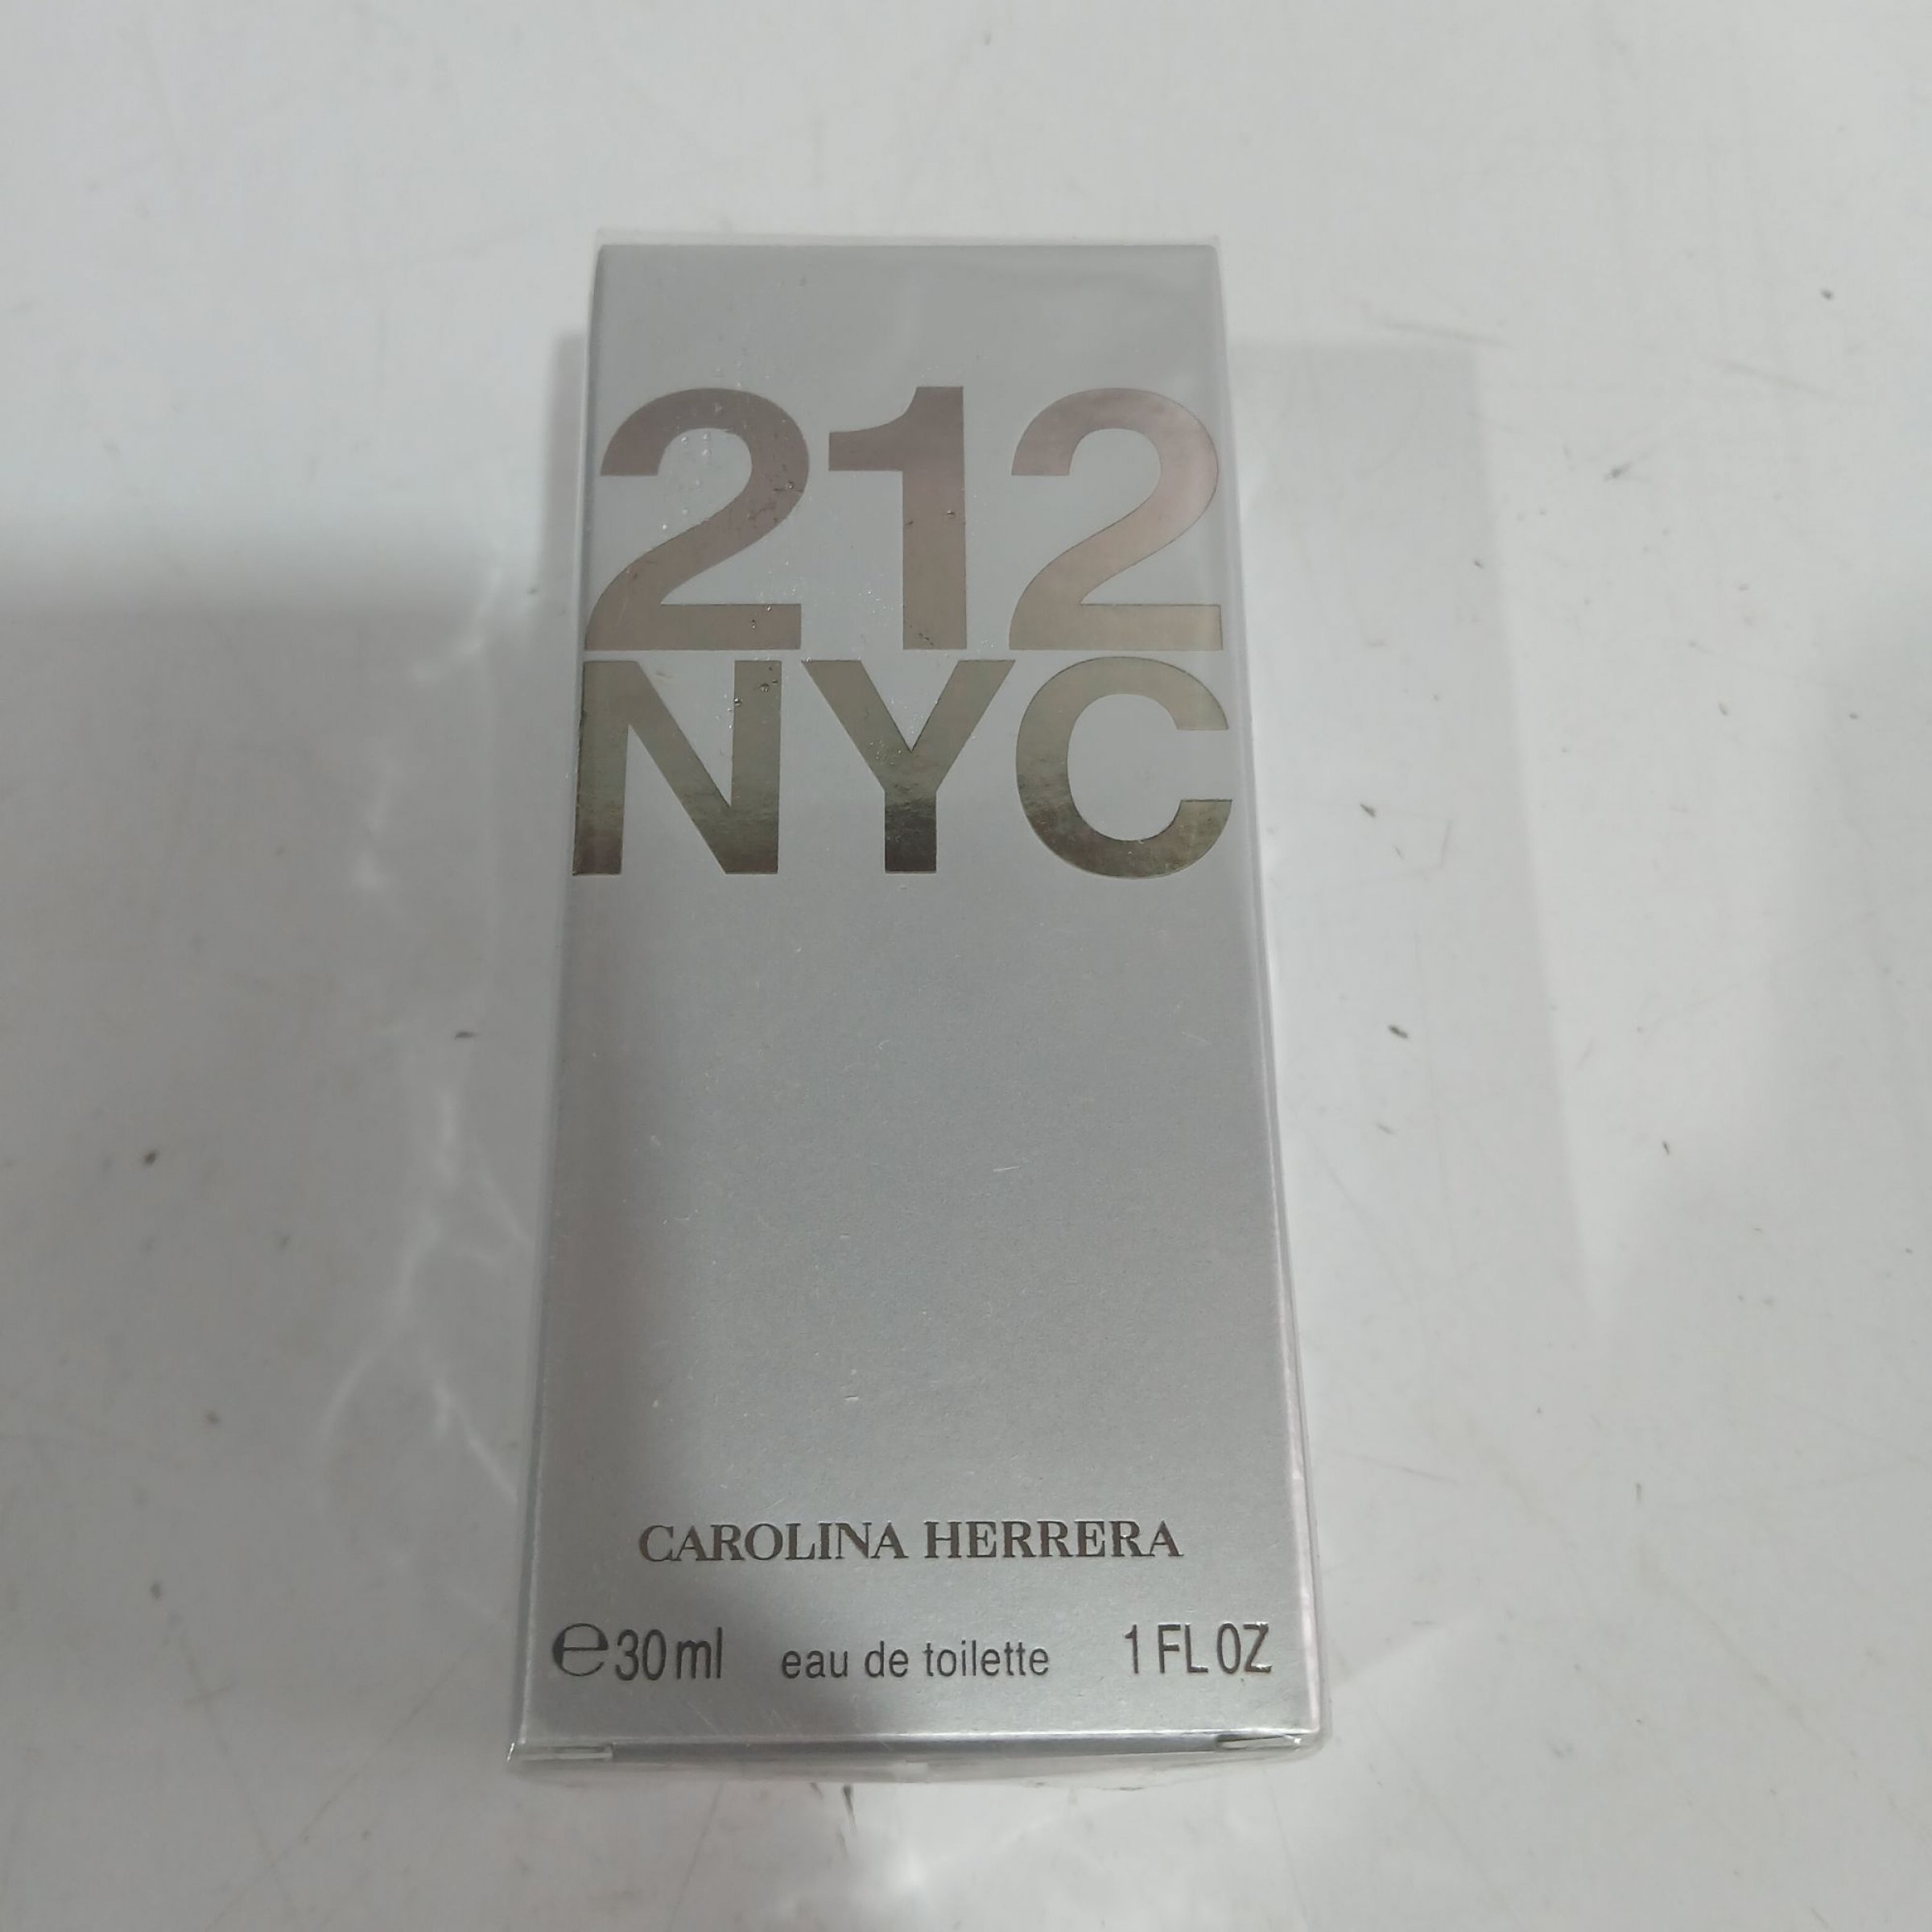 212
NYC
CAROLINA HERRERA
℮30ml eau de toilette 1 FL OZ